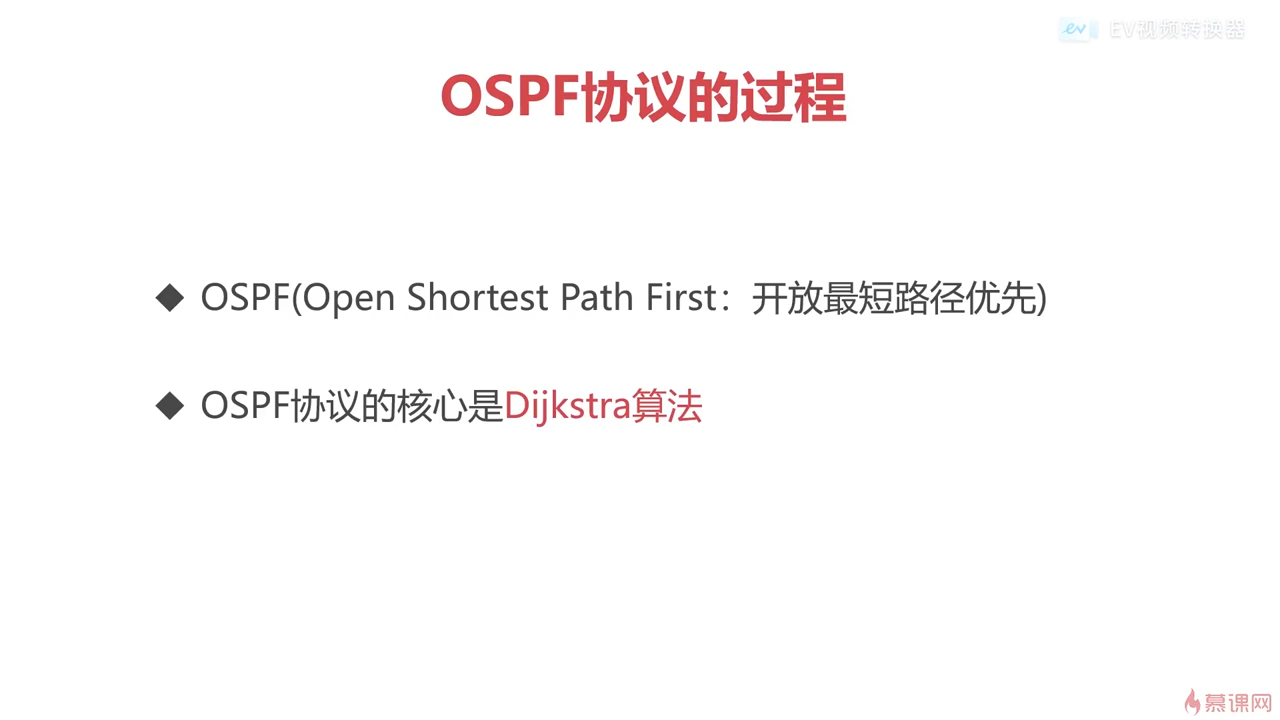 EV视频转换器
OSPF协议的过程
◆ OSPF(Open Shortest Path First：开放最短路径优先)
◆ OSPF协议的核心是Dijkstra算法
慕课网